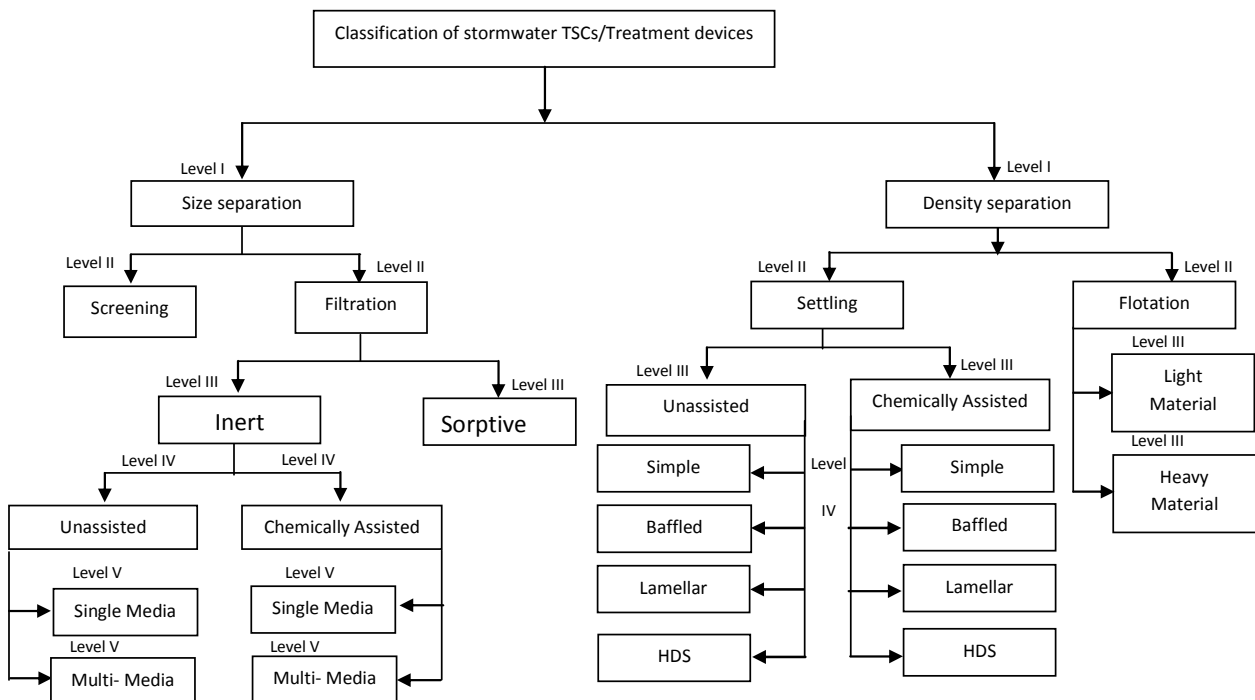 Classification of stormwater TSCs/Treatment devices
Level I
Level I
Size separation
Density separation
Level II
Level II
Level II
Level II
Screening
Filtration
Settling
Flotation
Level III
Level III
Level III
Level III
Level III
Light
Material
Inert
Sorptive
Unassisted
Chemically Assisted
Level III
Heavy
Material
Level IV
Level IV
Simple
Level
IV
Simple
Unassisted
Chemically Assisted
Baffled
Baffled
Level V
Level V
Single Media
Single Media
Lamellar
Lamellar
Level V
Level V
Multi- Media
Multi- Media
HDS
HDS